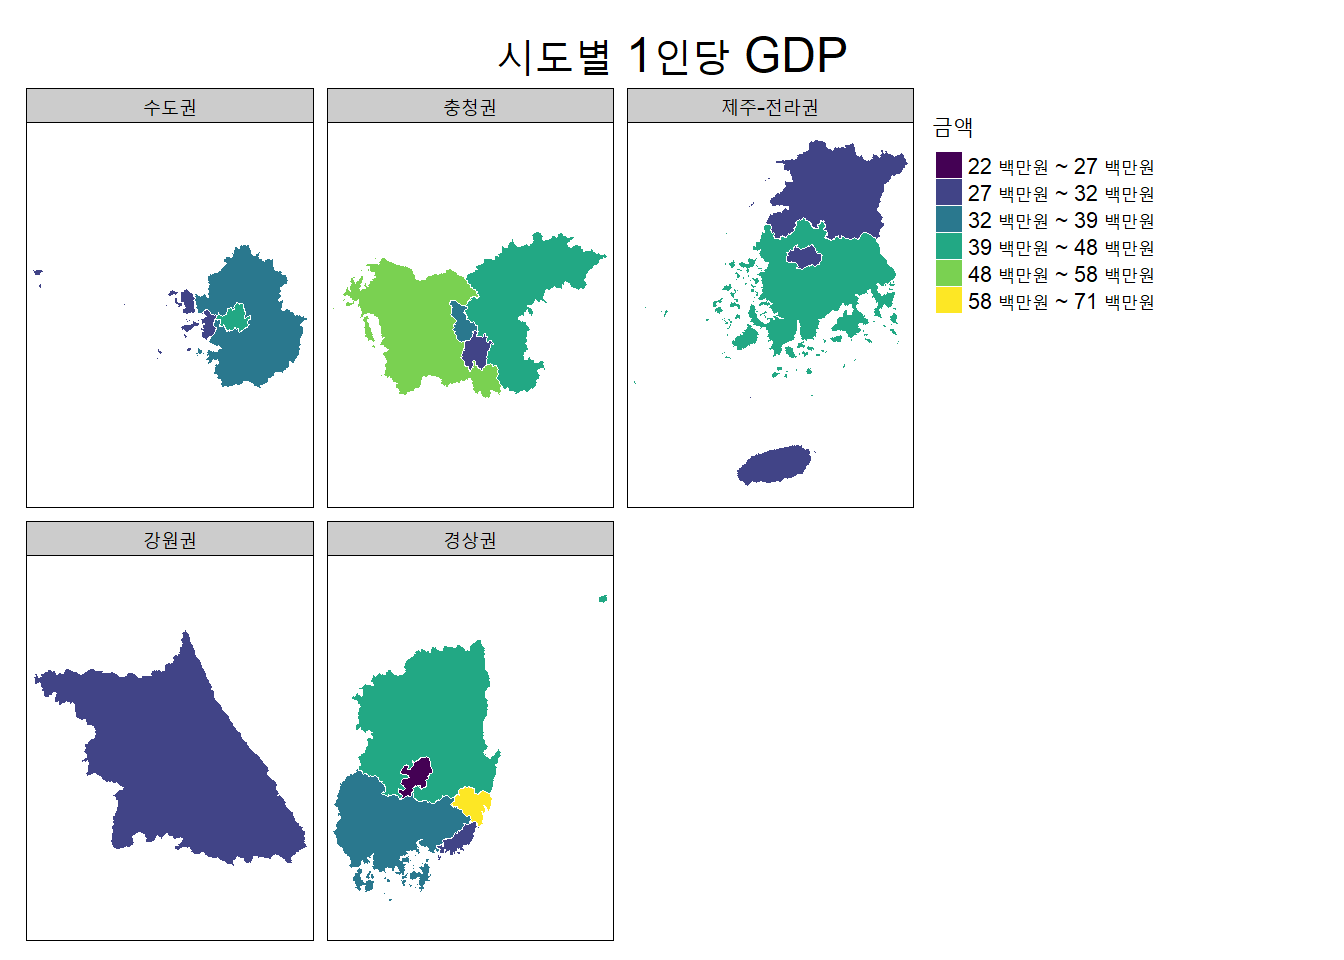 시도별 1인당 GDP
수도권
충청권
제주-전라권
강원권
경상권
금액
22 백만원 ~ 27 백만원
27 백만원 ~ 32 백만원
32 백만원 ~ 39 백만원
39 백만원 ~ 48 백만원
48 백만원 ~ 58 백만원
58 백만원 ~ 71 백만원